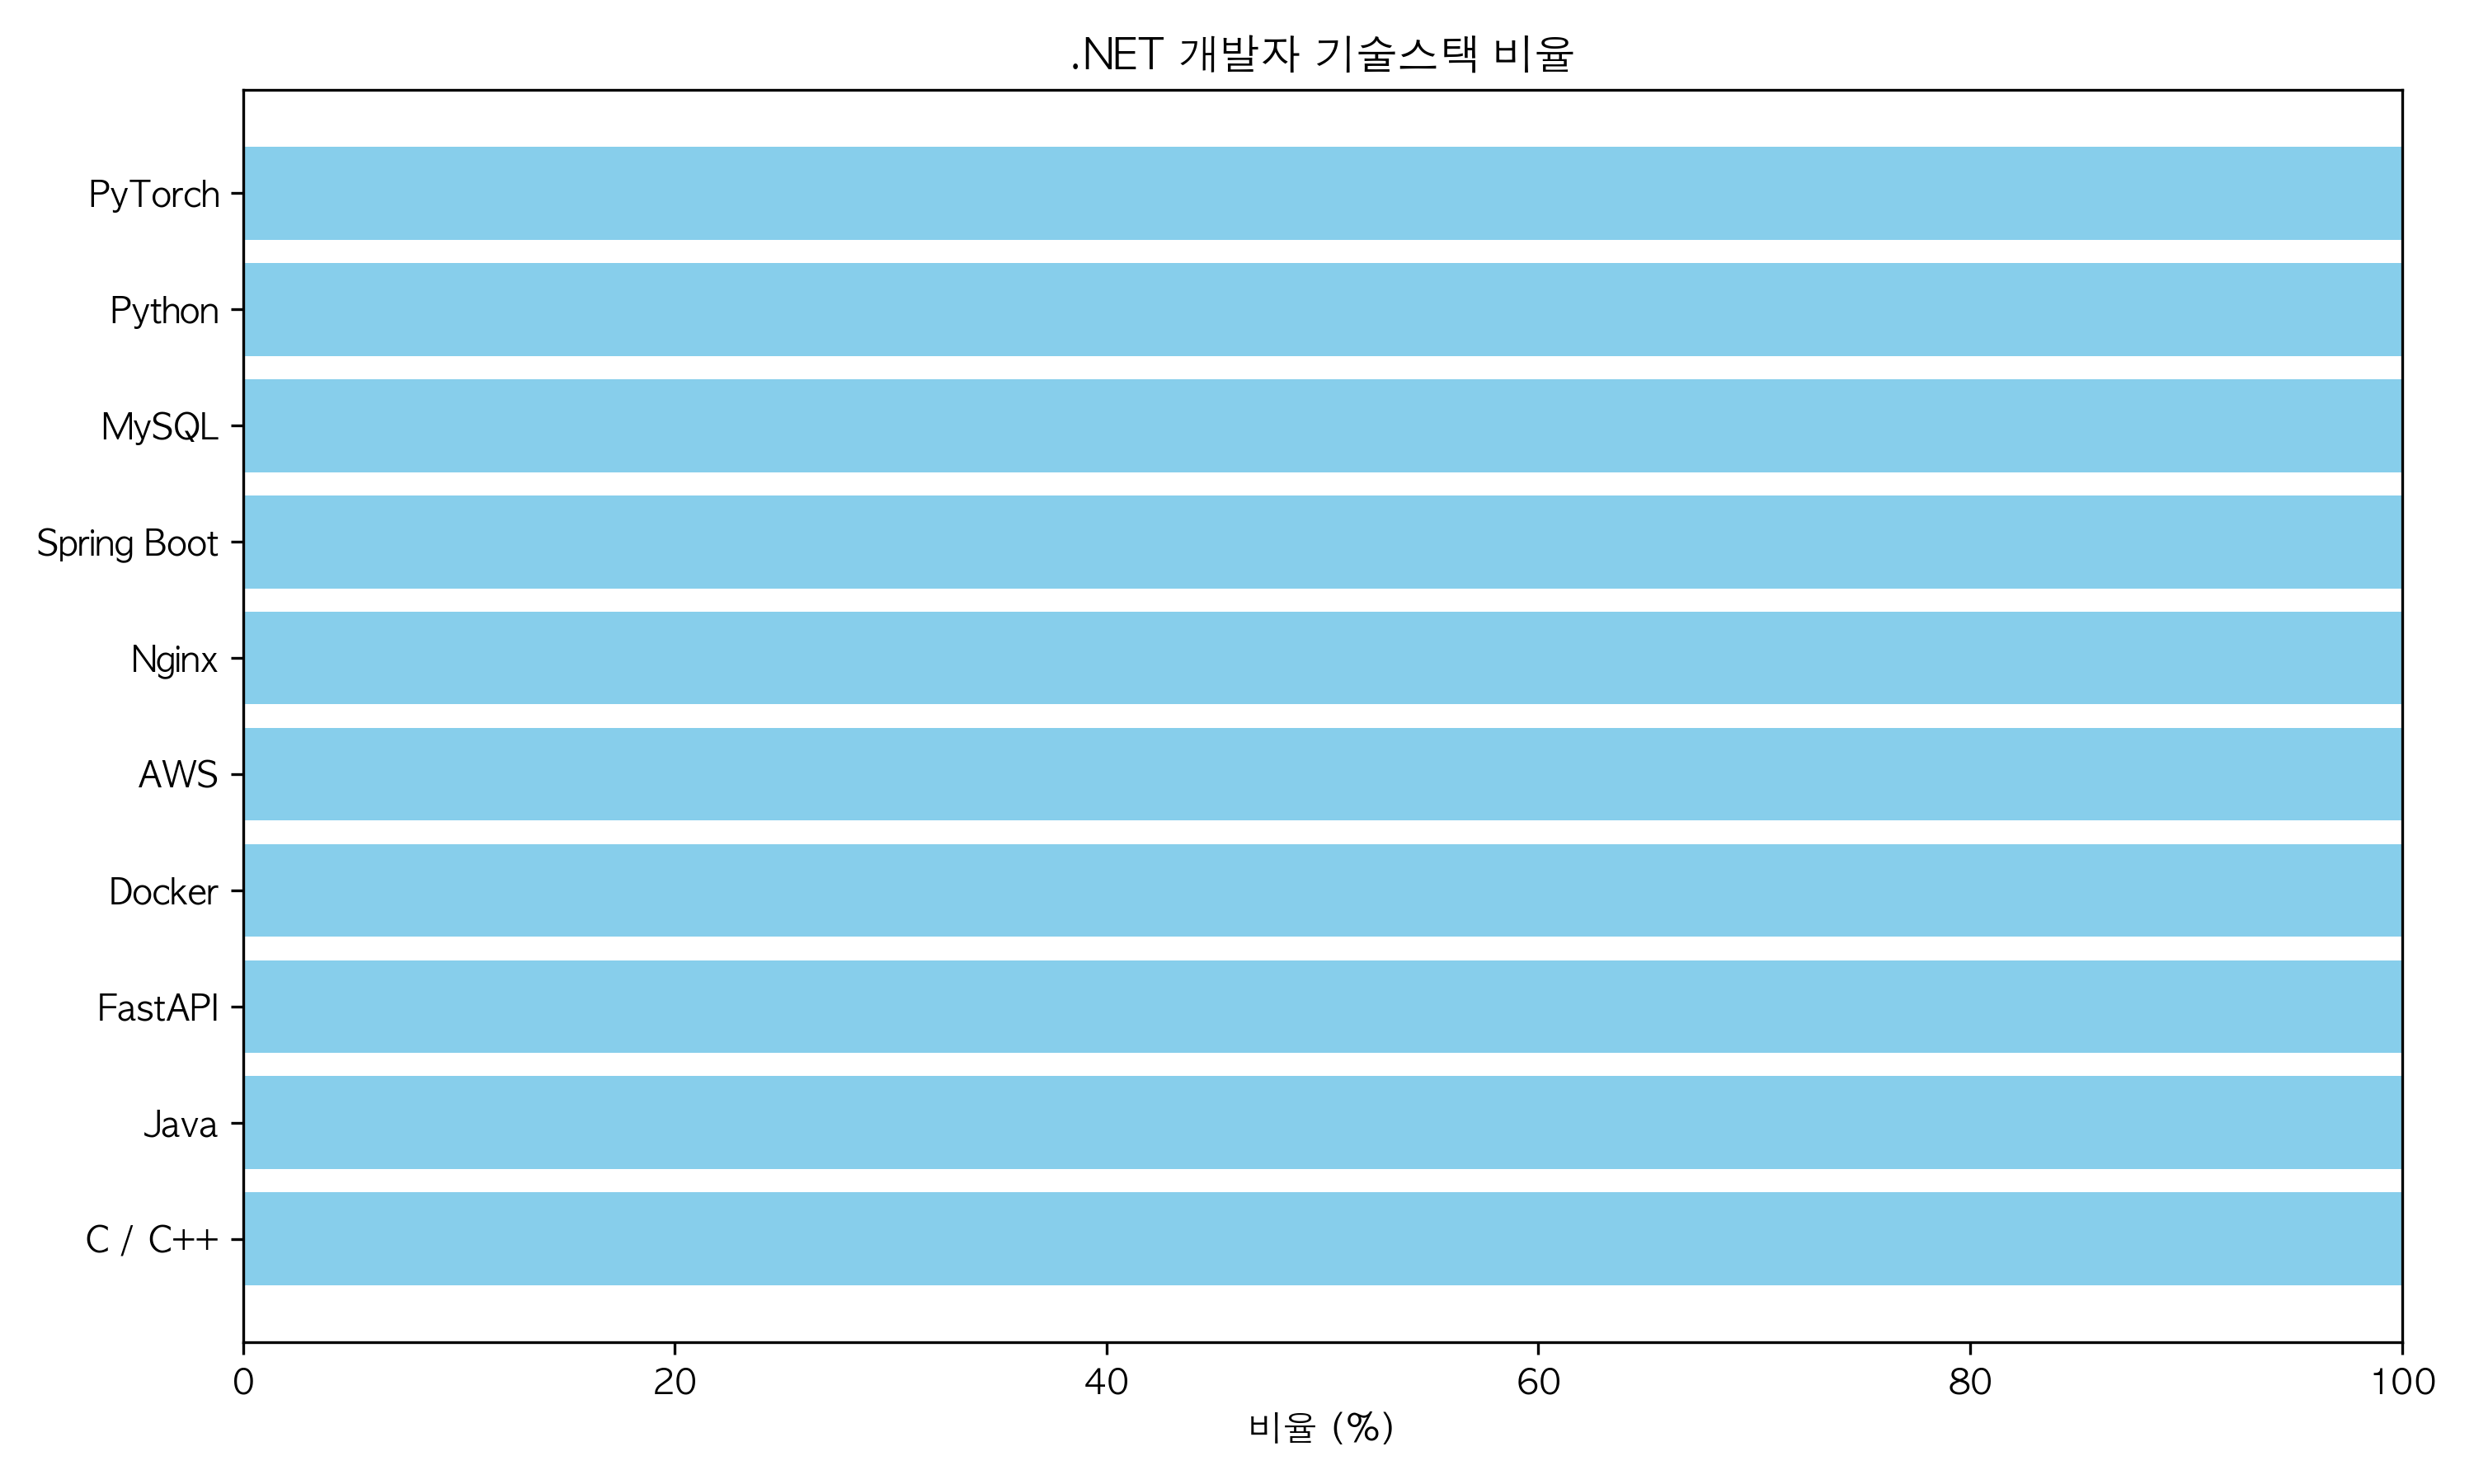 .NET 개발자 기술스택 비율
PyTorch
Python
MySQL
Spring Boot
Nginx
AWS
Docker
FastAPI
Java
C / C++
0 20 40 60 80 100
비율 (%)